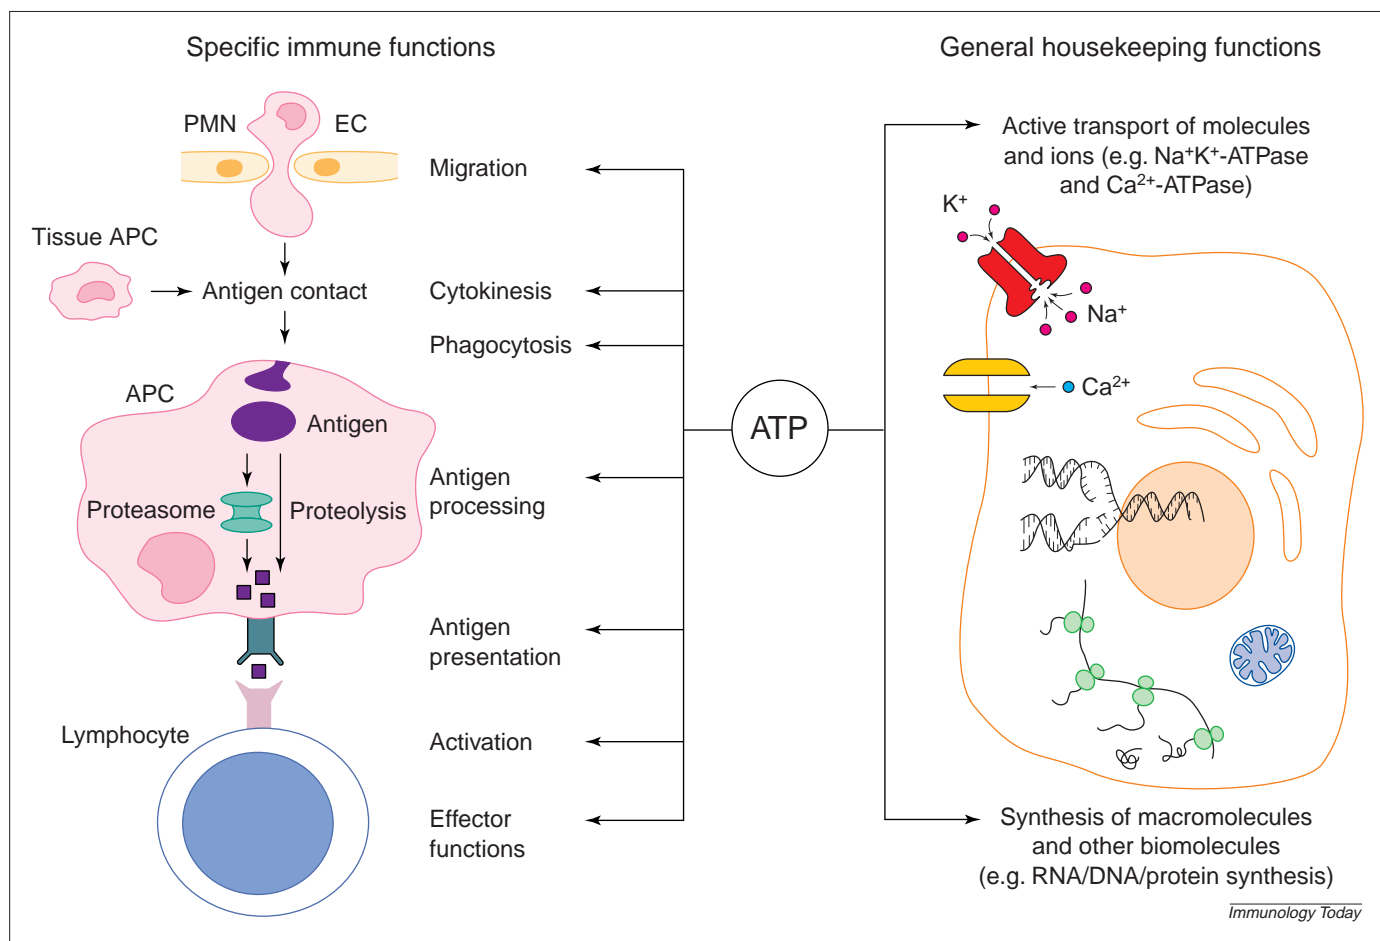 Specific immune functions
General housekeeping functions
PMN
EC
Migration
Tissue APC
Antigen contact
Cytokinesis
Phagocytosis
APC
Antigen
Antigen
processing
Proteasome
Proteolysis
Antigen
presentation
Lymphocyte
Activation
Effector
functions
ATP
Active transport of molecules
and ions (e.g. Na⁺K⁺-ATPase
and Ca²⁺-ATPase)
K⁺
Na⁺
Ca²⁺
Synthesis of macromolecules
and other biomolecules
(e.g. RNA/DNA/protein synthesis)
Immunology Today